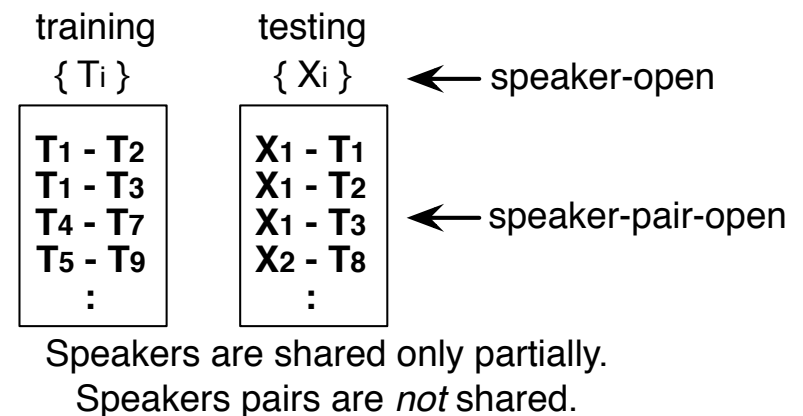 training testing
{ Ti } { Xi } speaker-open
T1 - T2 X1 - T1
T1 - T3 X1 - T2
T4 - T7 X1 - T3 speaker-pair-open
T5 - T9 X2 - T8
: :
Speakers are shared only partially.
Speakers pairs are not shared.